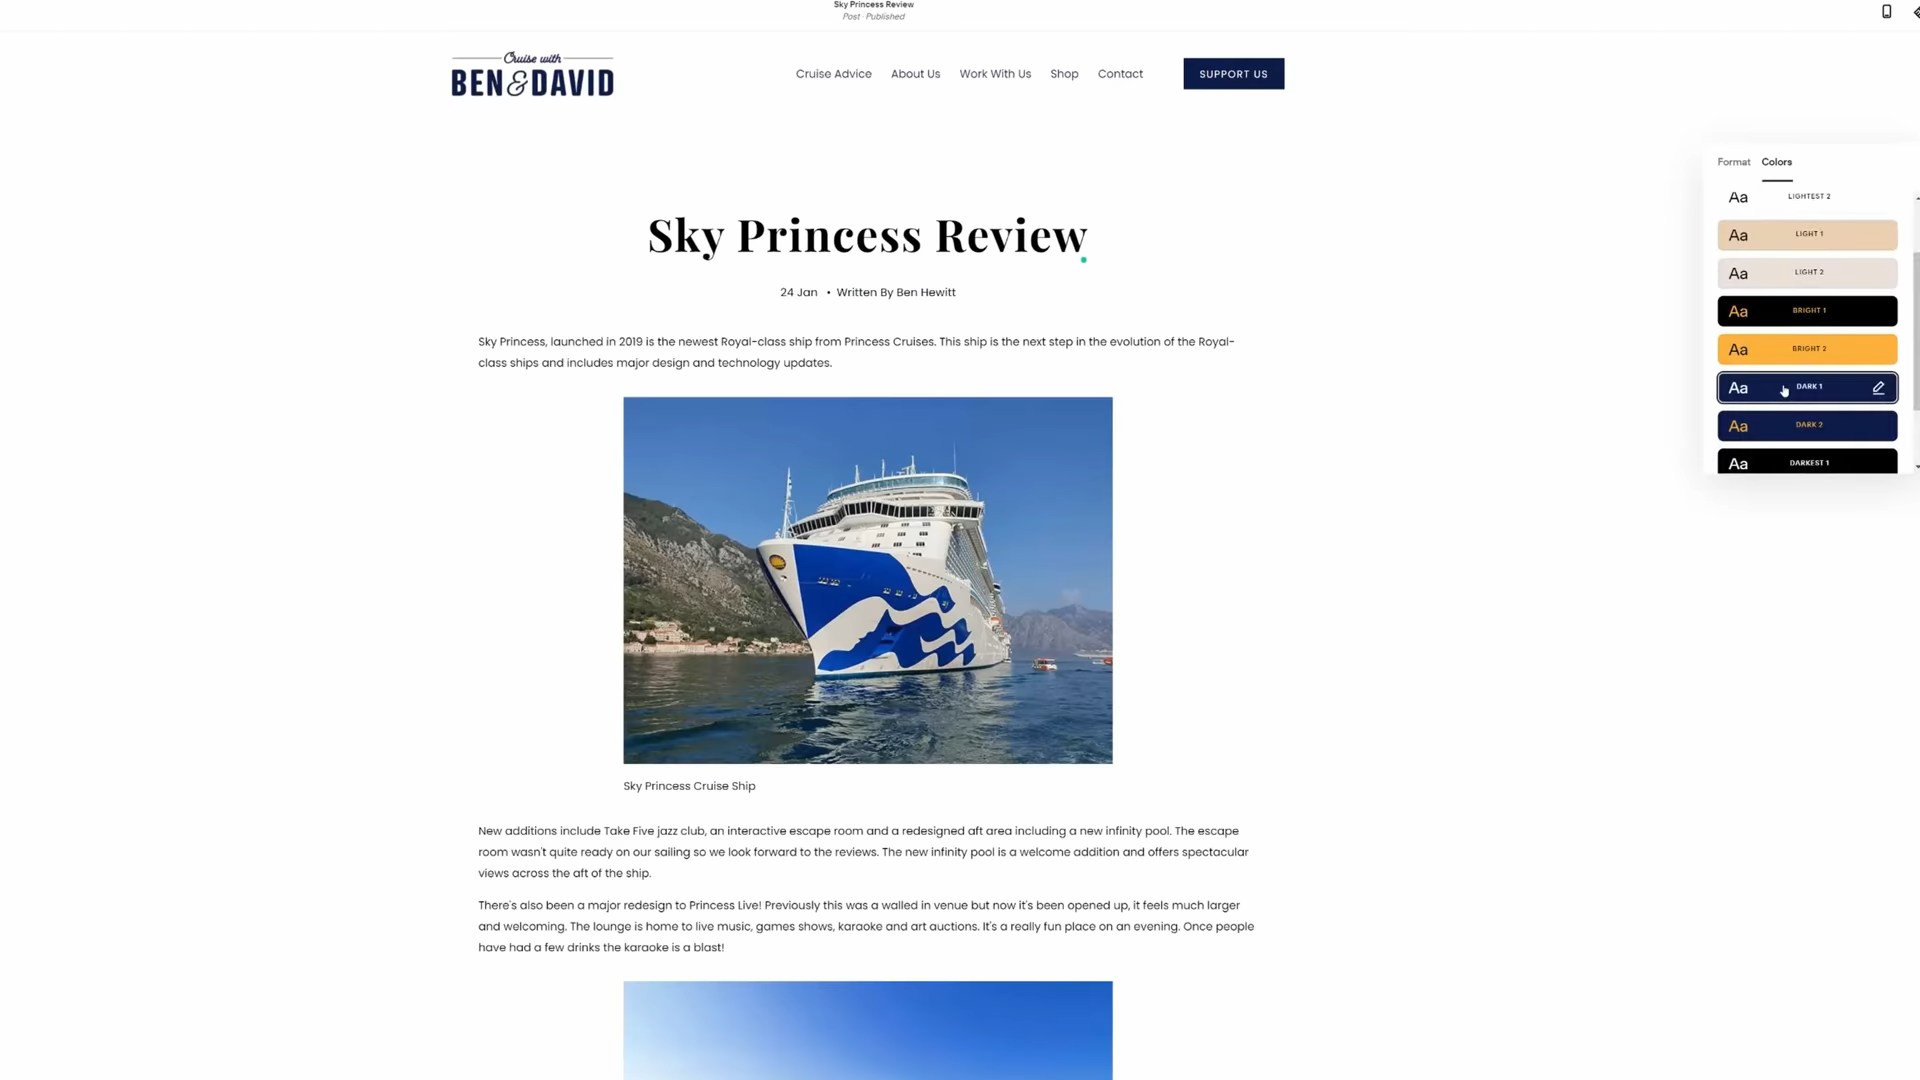 Sky Princess Review
Post · Published
Cruise with
BEN & DAVID
Cruise Advice About Us Work With Us Shop Contact SUPPORT US
Format Colors
Aa LIGHTEST 2
Aa LIGHT 1
Aa LIGHT 2
Aa BRIGHT 1
Aa BRIGHT 2
Aa DARK 1
Aa DARK 2
Aa DARKEST 1
Sky Princess Review
24 Jan • Written By Ben Hewitt
Sky Princess, launched in 2019 is the newest Royal-class ship from Princess Cruises. This ship is the next step in the evolution of the Royal-
class ships and includes major design and technology updates.
Sky Princess Cruise Ship
New additions include Take Five jazz club, an interactive escape room and a redesigned aft area including a new infinity pool. The escape
room wasn't quite ready on our sailing so we look forward to the reviews. The new infinity pool is a welcome addition and offers spectacular
views across the aft of the ship.
There's also been a major redesign to Princess Live! Previously this was a walled in venue but now it's been opened up, it feels much larger
and welcoming. The lounge is home to live music, games shows, karaoke and art auctions. It's a really fun place on an evening. Once people
have had a few drinks the karaoke is a blast!